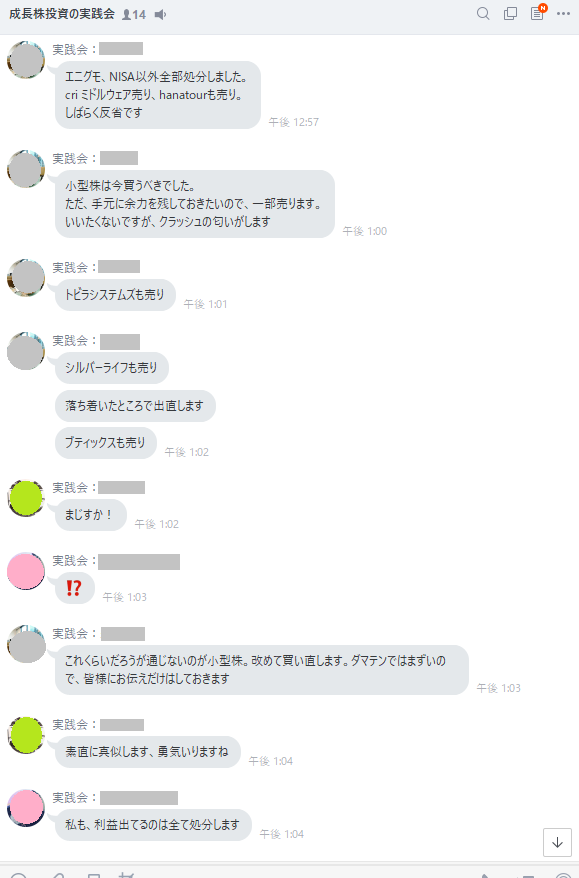 成長株投資の実践会 14
N
実践会：
エニグモ、NISA以外全部処分しました。
cri ミドルウェア売り、hanatourも売り。
しばらく反省です
午後 12:57
実践会：
小型株は今買うべきでした。
ただ、手元に余力を残しておきたいので、一部売ります。
いいたくないですが、クラッシュの匂いがします
午後 1:00
実践会：
トビラシステムズも売り
午後 1:01
実践会：
シルバーライフも売り
落ち着いたところで出直します
ブティックスも売り
午後 1:02
実践会：
まじすか！
午後 1:02
実践会：
⁉
午後 1:03
実践会：
これくらいだろうが通じないのが小型株。改めて買い直します。ダマテンではまずいの
で、皆様にお伝えだけはしておきます
午後 1:03
実践会：
素直に真似します、勇気いりますね
午後 1:04
実践会：
私も、利益出てるのは全て処分します
午後 1:04